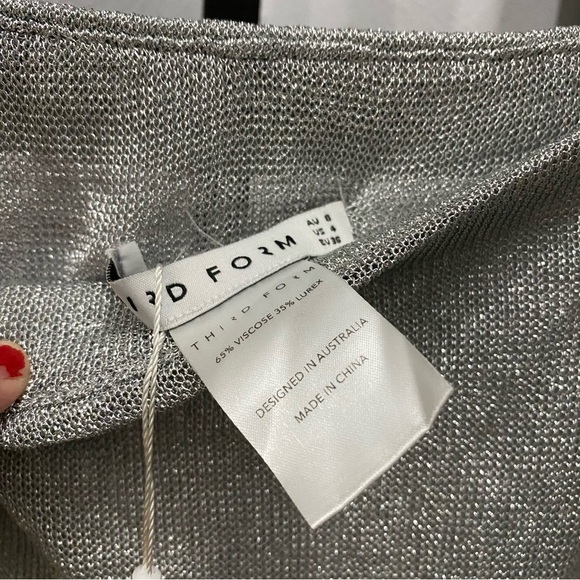 IRD FORM
AU 8
US 4
EU 36
THIRD FORM
65% VISCOSE 35% LUREX
DESIGNED IN AUSTRALIA
MADE IN CHINA